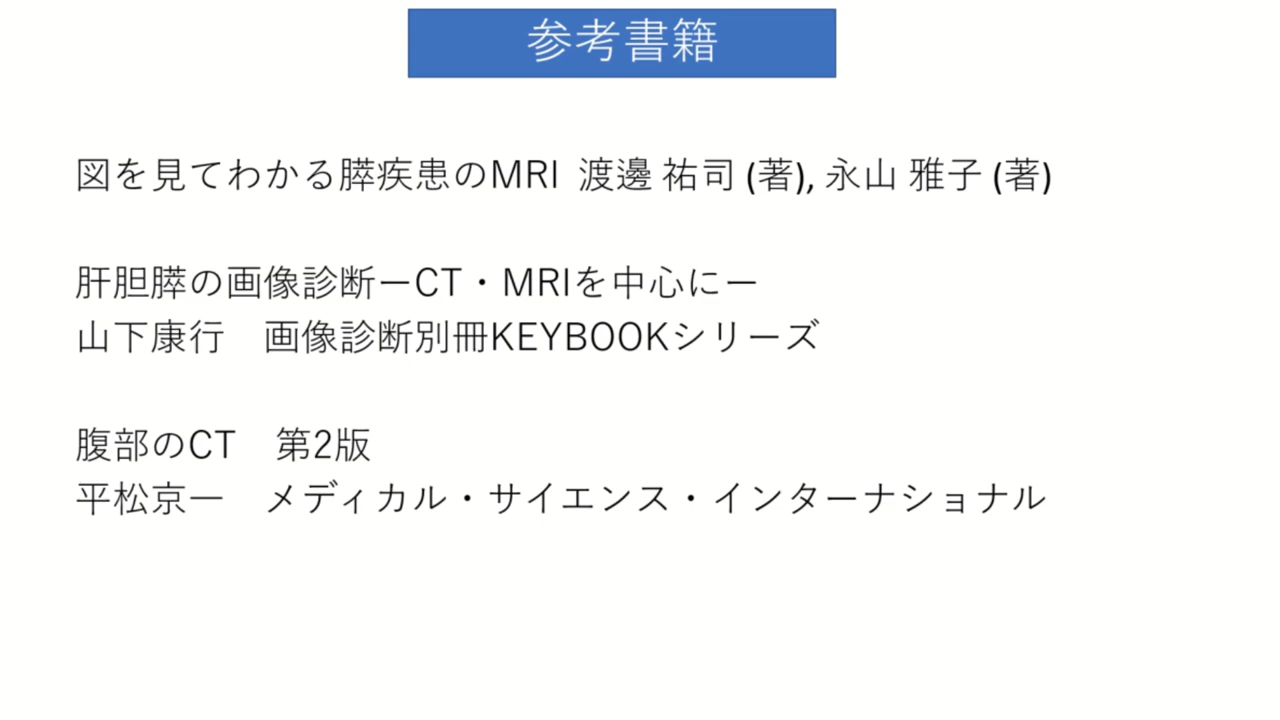 参考書籍
図を見てわかる膵疾患のMRI 渡邊 祐司 (著), 永山 雅子 (著)
肝胆膵の画像診断ーCT・MRIを中心にー
山下康行　画像診断別冊KEYBOOKシリーズ
腹部のCT　第2版
平松京一　メディカル・サイエンス・インターナショナル